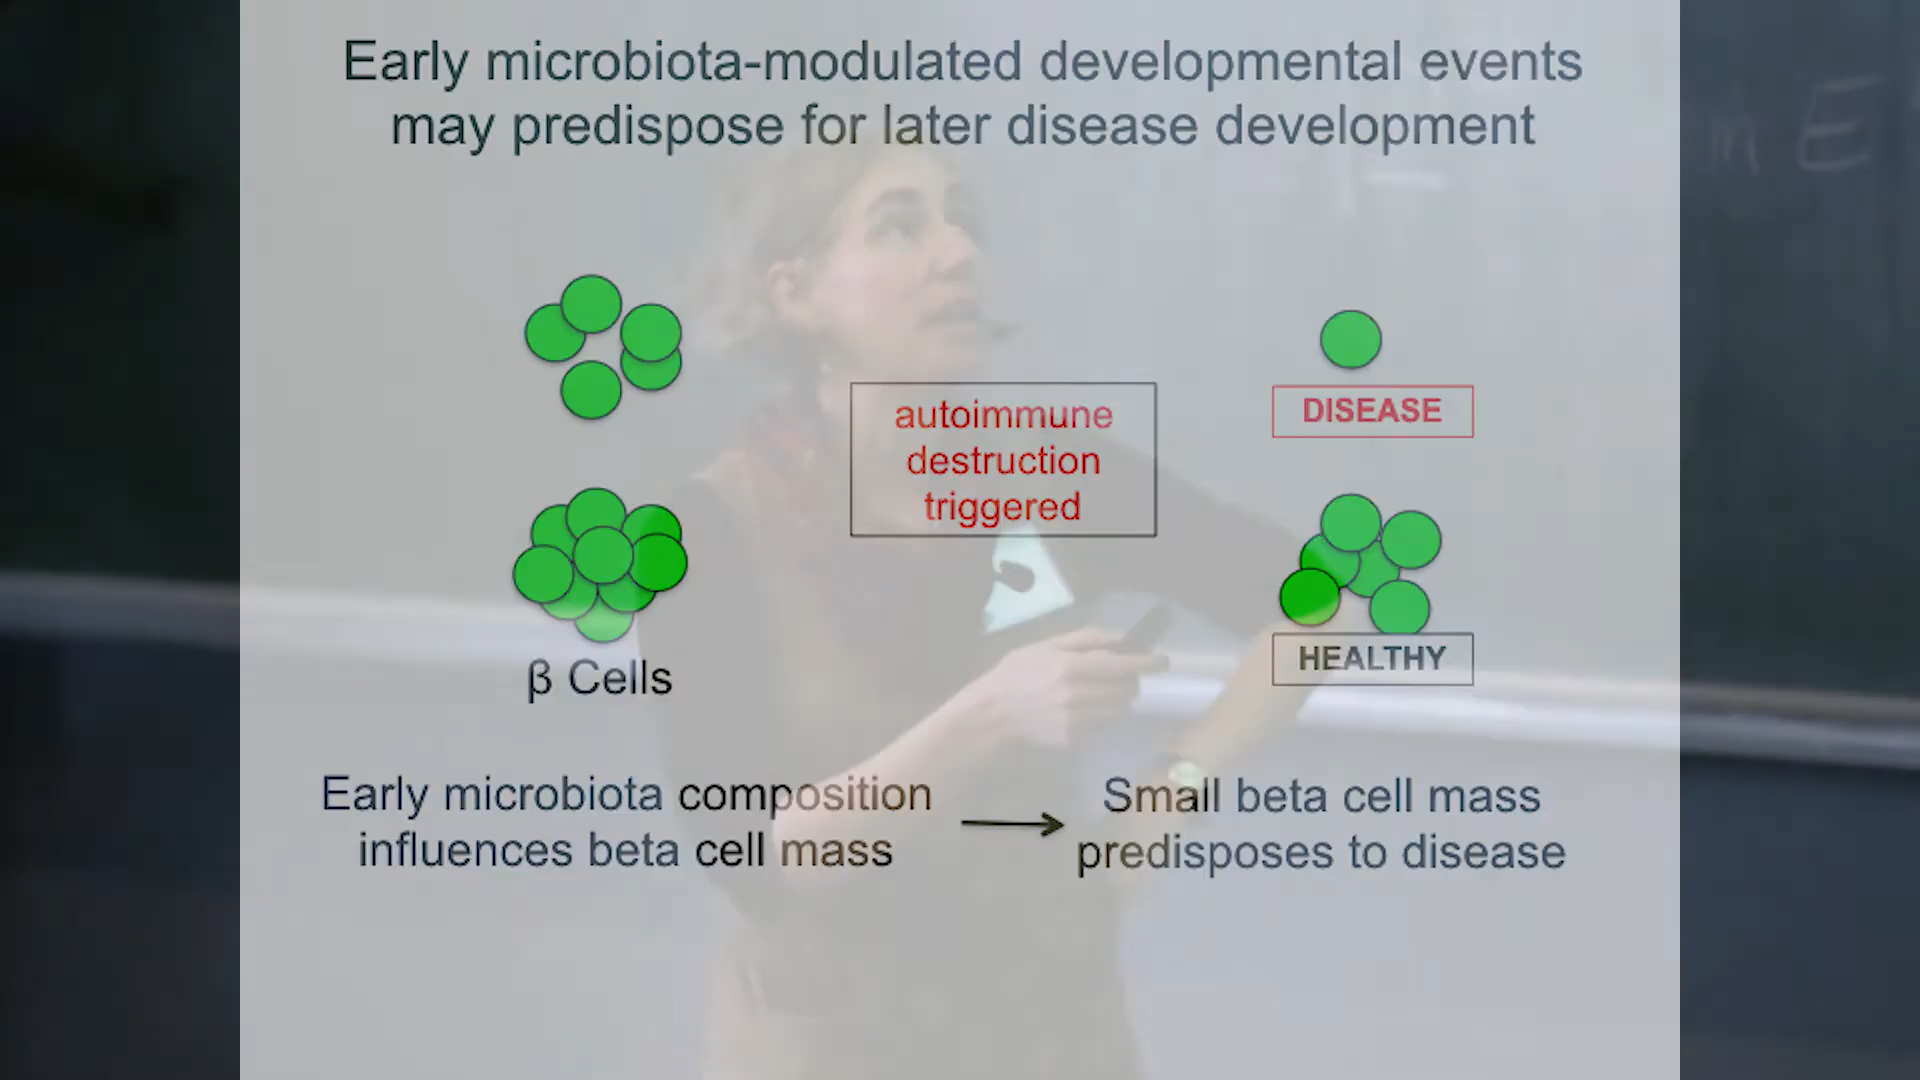 Early microbiota-modulated developmental events
may predispose for later disease development
autoimmune
destruction
triggered
DISEASE
HEALTHY
β Cells
Early microbiota composition
influences beta cell mass
Small beta cell mass
predisposes to disease